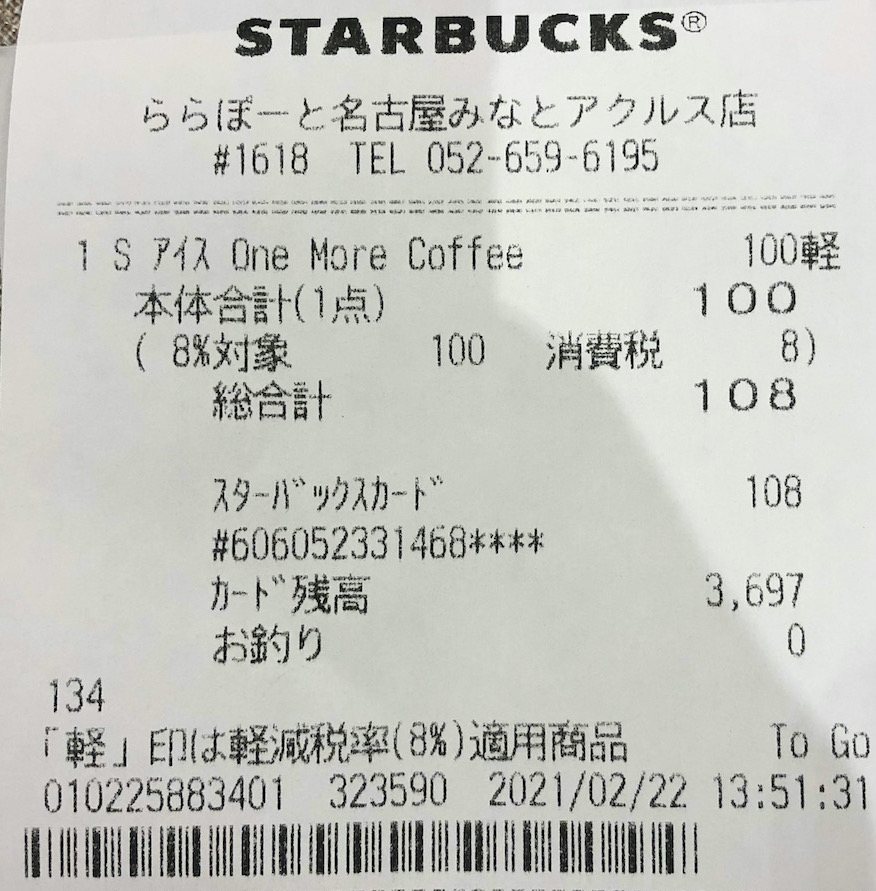 STARBUCKS®
ららぽーと名古屋みなとアクルス店
#1618 TEL 052-659-6195
1 S ｱｲｽ One More Coffee 100軽
本体合計(1点) 100
( 8%対象 100 消費税 8)
総合計 108
ｽﾀｰﾊﾞｯｸｽｶｰﾄﾞ 108
#606052331468****
ｶｰﾄﾞ残高 3,697
お釣り 0
134
「軽」印は軽減税率(8%)適用商品 To Go
010225883401 323590 2021/02/22 13:51:31